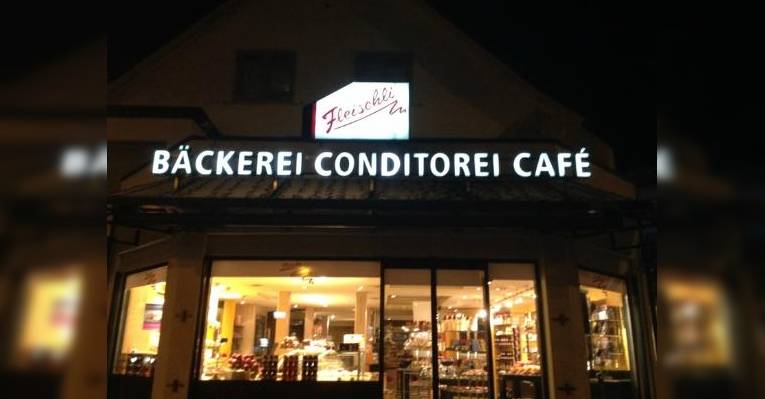 Fleischli
BÄCKEREI CONDITOREI CAFÉ